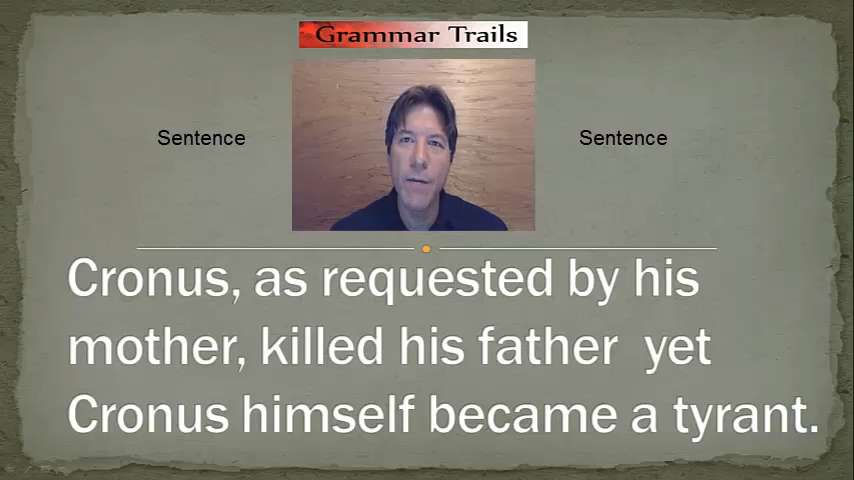 Grammar Trails
Sentence
Sentence
Cronus, as requested by his
mother, killed his father  yet
Cronus himself became a tyrant.